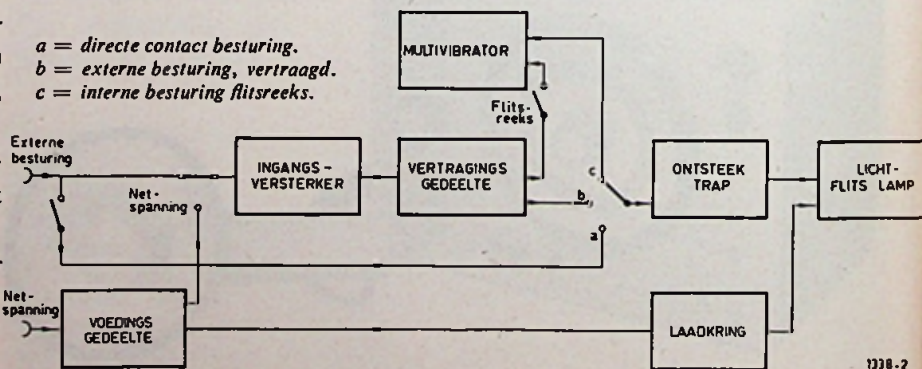 a = directe contact besturing.
b = externe besturing, vertraagd.
c = interne besturing flitsreeks.
MULTIVIBRATOR
Flits-
reeks
Externe
besturing
Net-
spanning
INGANGS -
VERSTERKER
VERTRAGINGS
GEDEELTE
c
b
a
ONTSTEEK
TRAP
LICHT-
FLITS LAMP
Net-
spanning
VOEDINGS
GEDEELTE
LAADKRING
1338-2